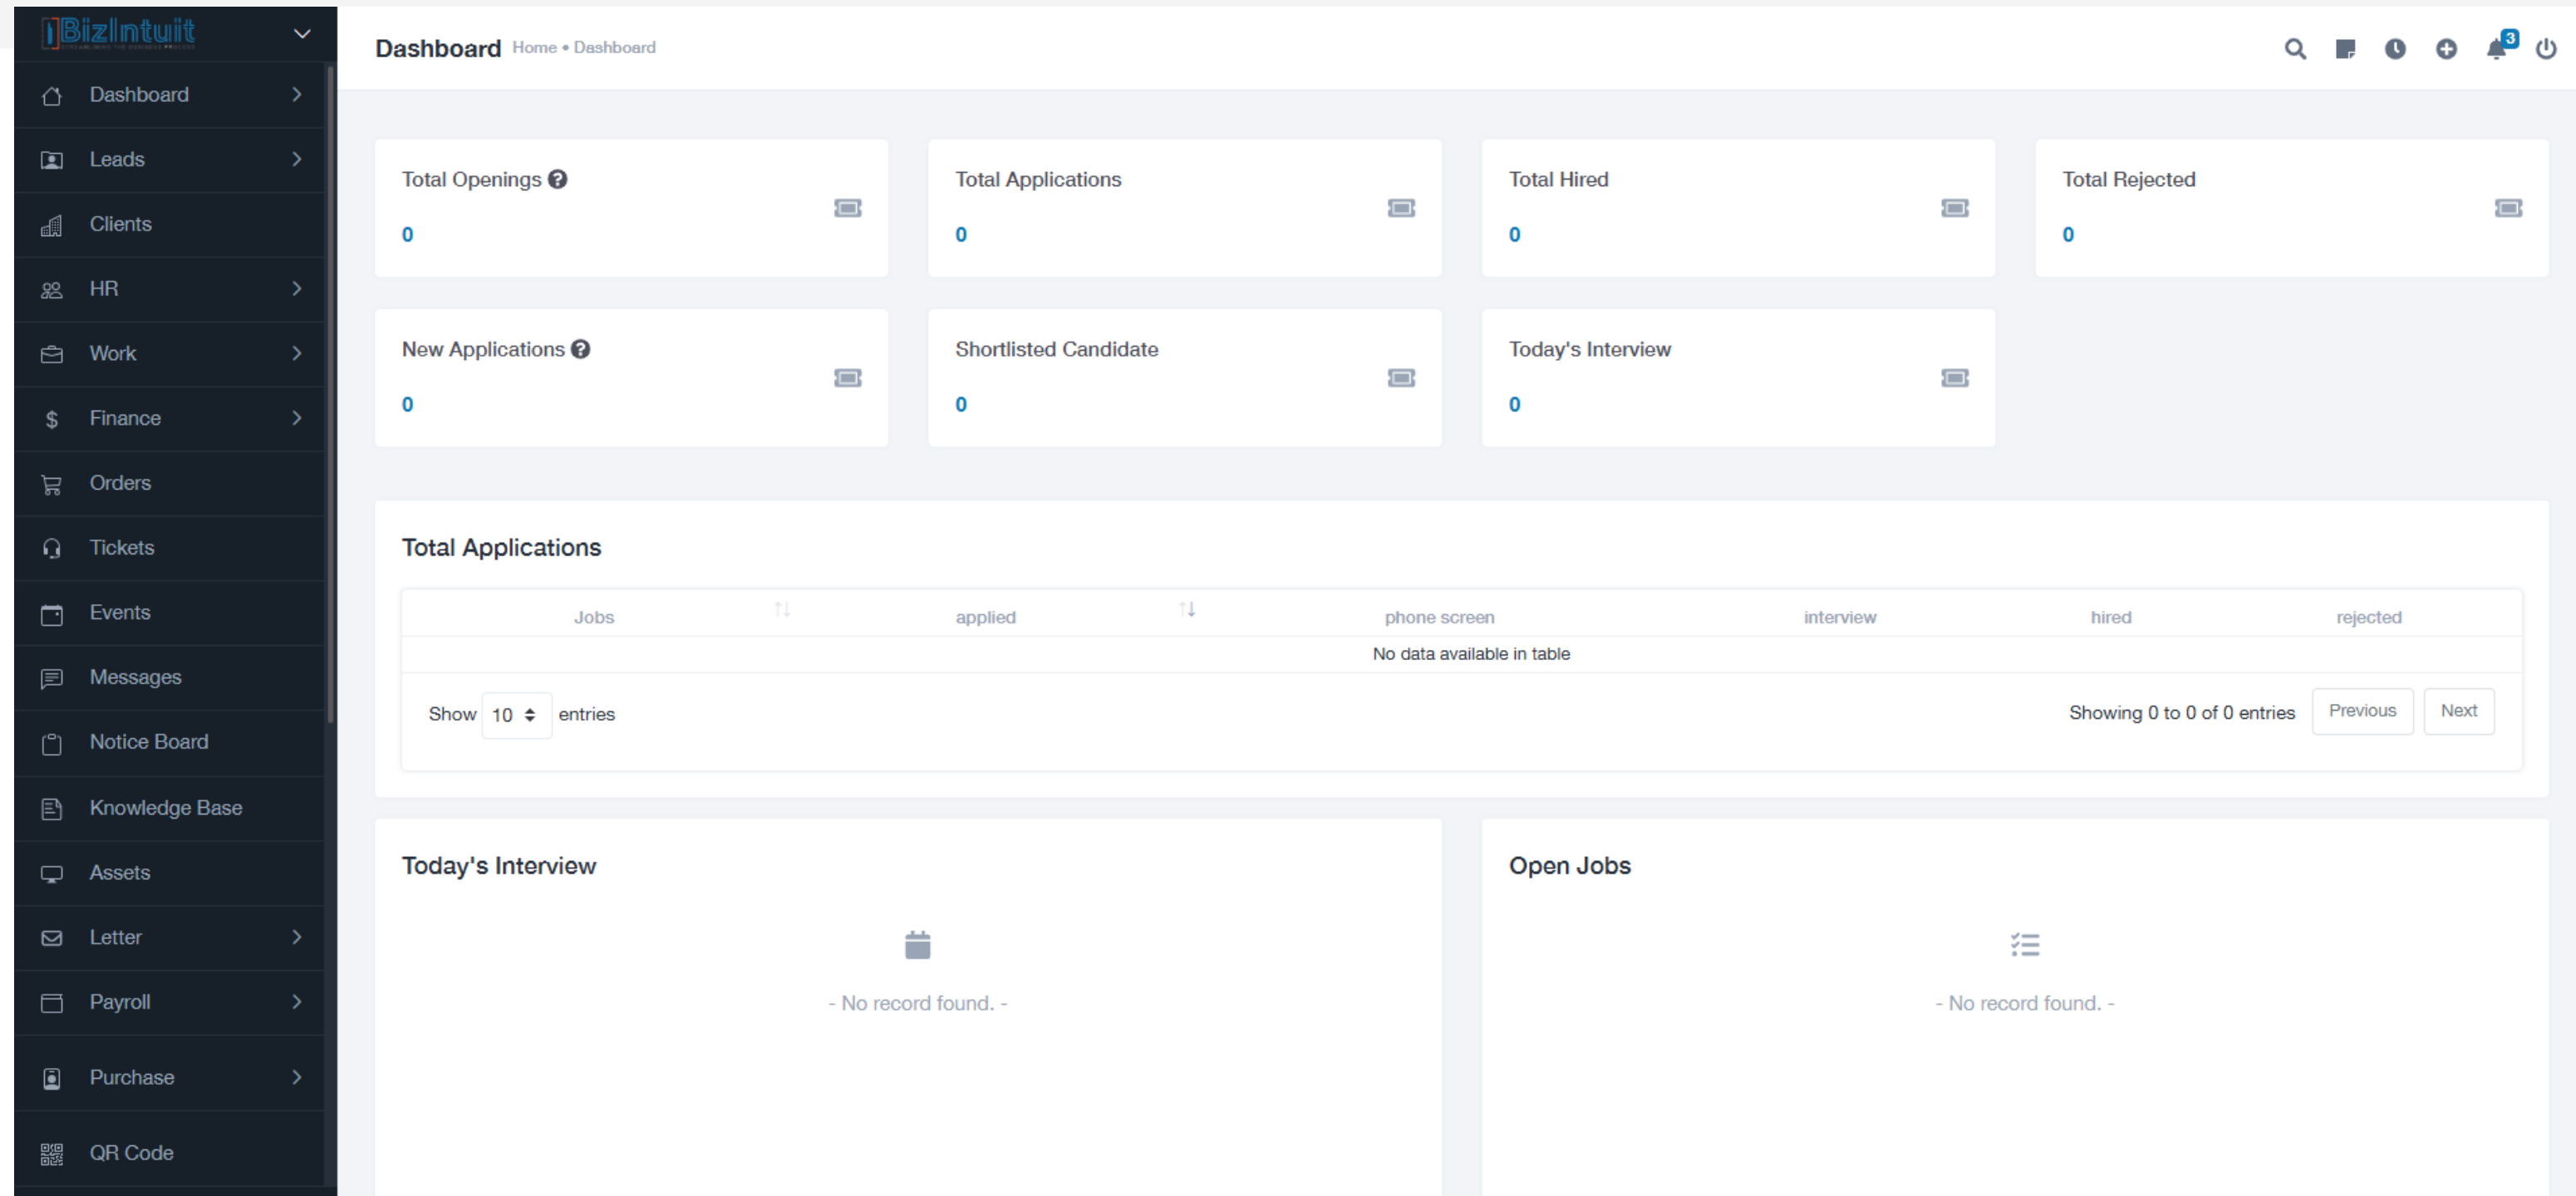 BizIntuit
Dashboard
Leads
Clients
HR
Work
Finance
Orders
Tickets
Events
Messages
Notice Board
Knowledge Base
Assets
Letter
Payroll
Purchase
QR Code
Dashboard Home • Dashboard
3
Total Openings
0
Total Applications
0
Total Hired
0
Total Rejected
0
New Applications
0
Shortlisted Candidate
0
Today's Interview
0
Total Applications
Jobs applied phone screen interview hired rejected
No data available in table
Show 10 entries
Showing 0 to 0 of 0 entries Previous Next
Today's Interview
- No record found. -
Open Jobs
- No record found. -